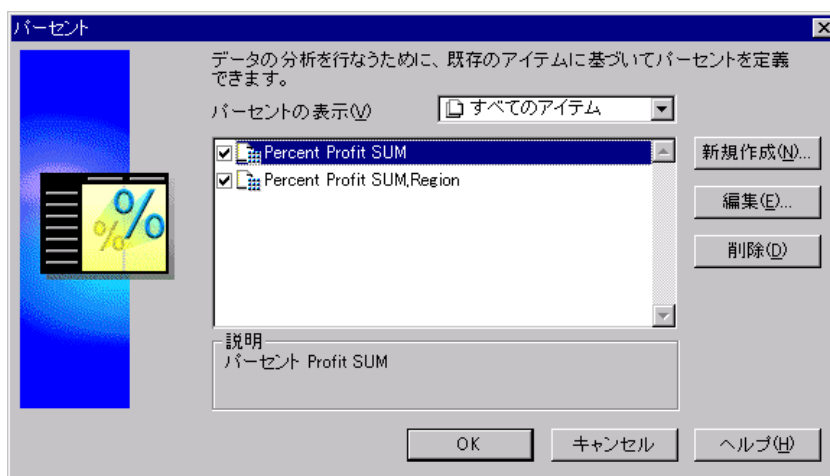 パーセント
データの分析を行なうために、既存のアイテムに基づいてパーセントを定義
できます。
パーセントの表示(V)
すべてのアイテム
Percent Profit SUM
Percent Profit SUM,Region
新規作成(N)...
編集(E)...
削除(D)
説明
パーセント Profit SUM
OK
キャンセル
ヘルプ(H)